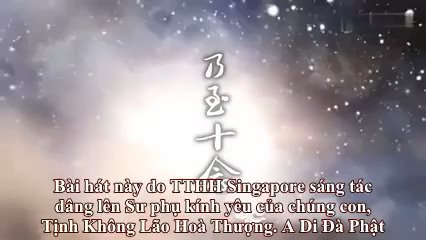 乃至十念
Bài hát này do TTHH Singapore sáng tác
dâng lên Sư phụ kính yêu của chúng con,
Tịnh Không Lão Hoà Thượng. A Di Đà Phật